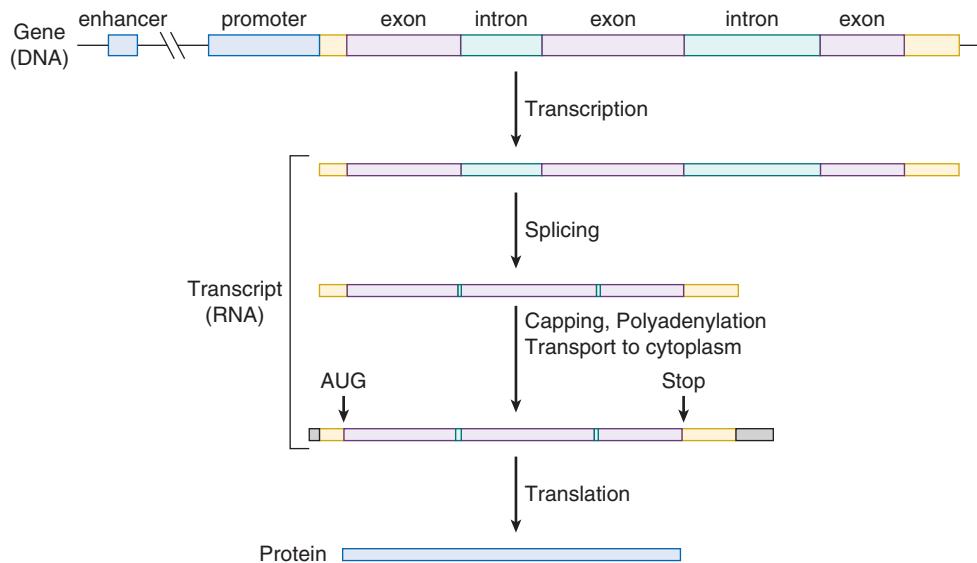 enhancer promoter exon intron exon intron exon
Gene
(DNA)
Transcription
Splicing
Transcript
(RNA)
Capping, Polyadenylation
Transport to cytoplasm
AUG Stop
Translation
Protein